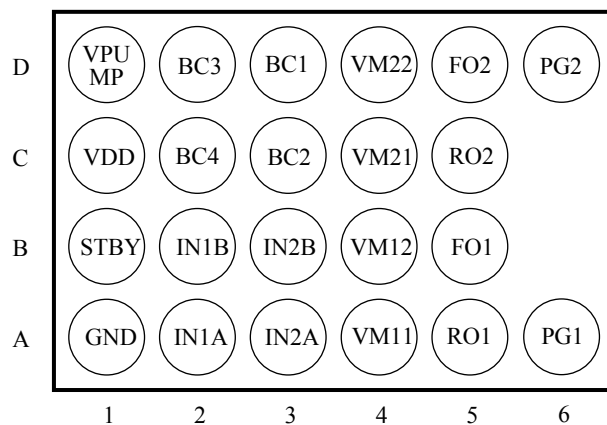 D VPU BC3 BC1 VM22 FO2 PG2
MP
C VDD BC4 BC2 VM21 RO2
B STBY IN1B IN2B VM12 FO1
A GND IN1A IN2A VM11 RO1 PG1
1 2 3 4 5 6